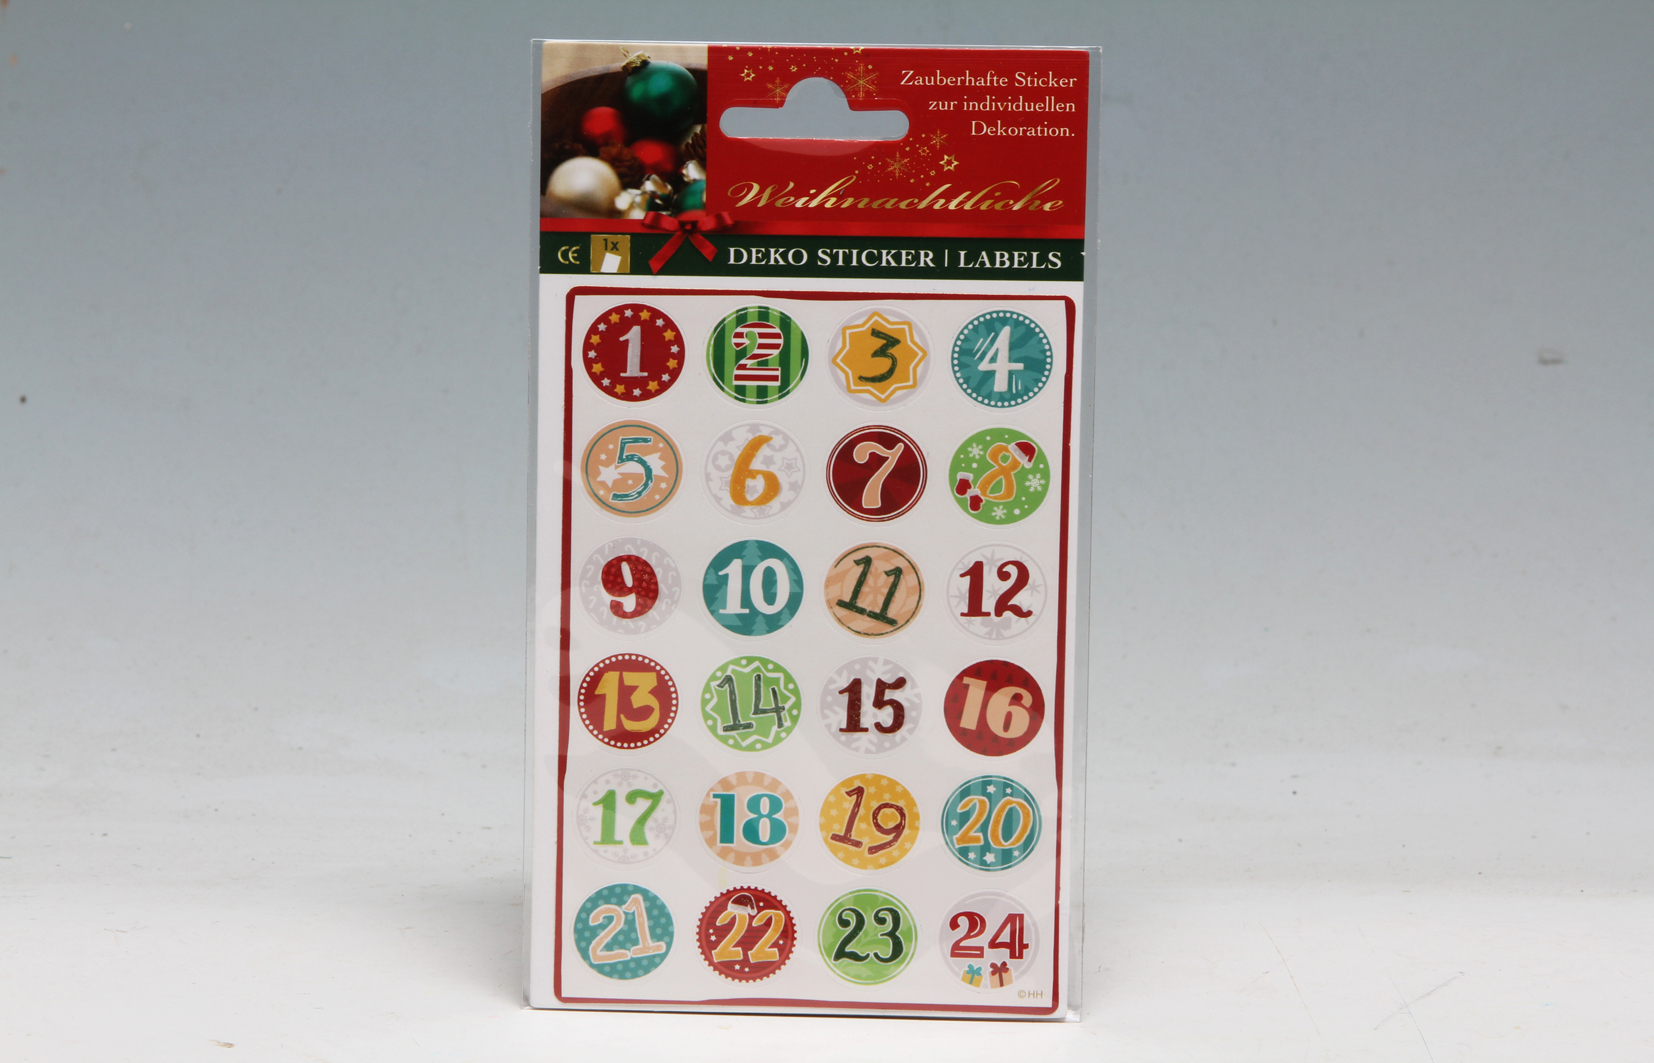 Zauberhafte Sticker
zur individuellen
Dekoration.
Weihnachtliche
CE 1x DEKO STICKER | LABELS
1 2 3 4
5 6 7 8
9 10 11 12
13 14 15 16
17 18 19 20
21 22 23 24
©HH